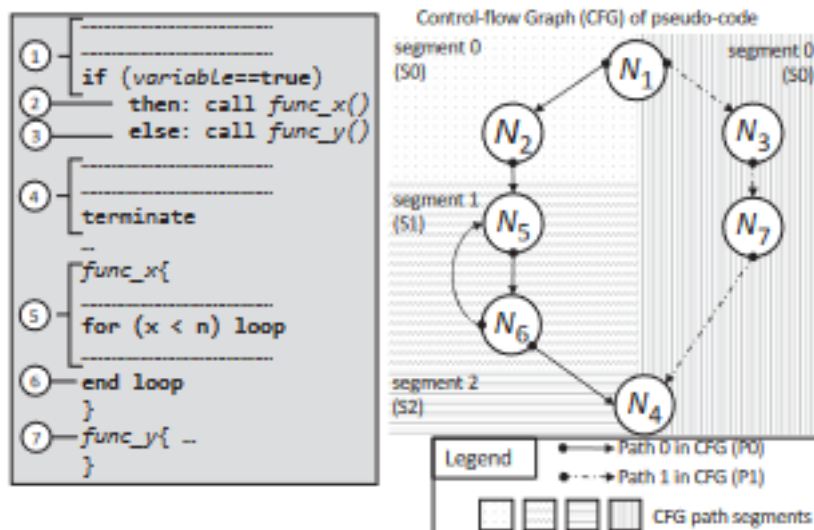 1
if (variable==true)
2
then: call func_x()
3
else: call func_y()
4
terminate
…
func_x{
5
for (x < n) loop
6
end loop
}
7
func_y{ …
}
Control-flow Graph (CFG) of pseudo-code
segment 0
(S0)
segment 0
(S0)
N1
N2
N3
segment 1
(S1)
N5
N7
N6
segment 2
(S2)
N4
Legend
Path 0 in CFG (P0)
Path 1 in CFG (P1)
CFG path segments